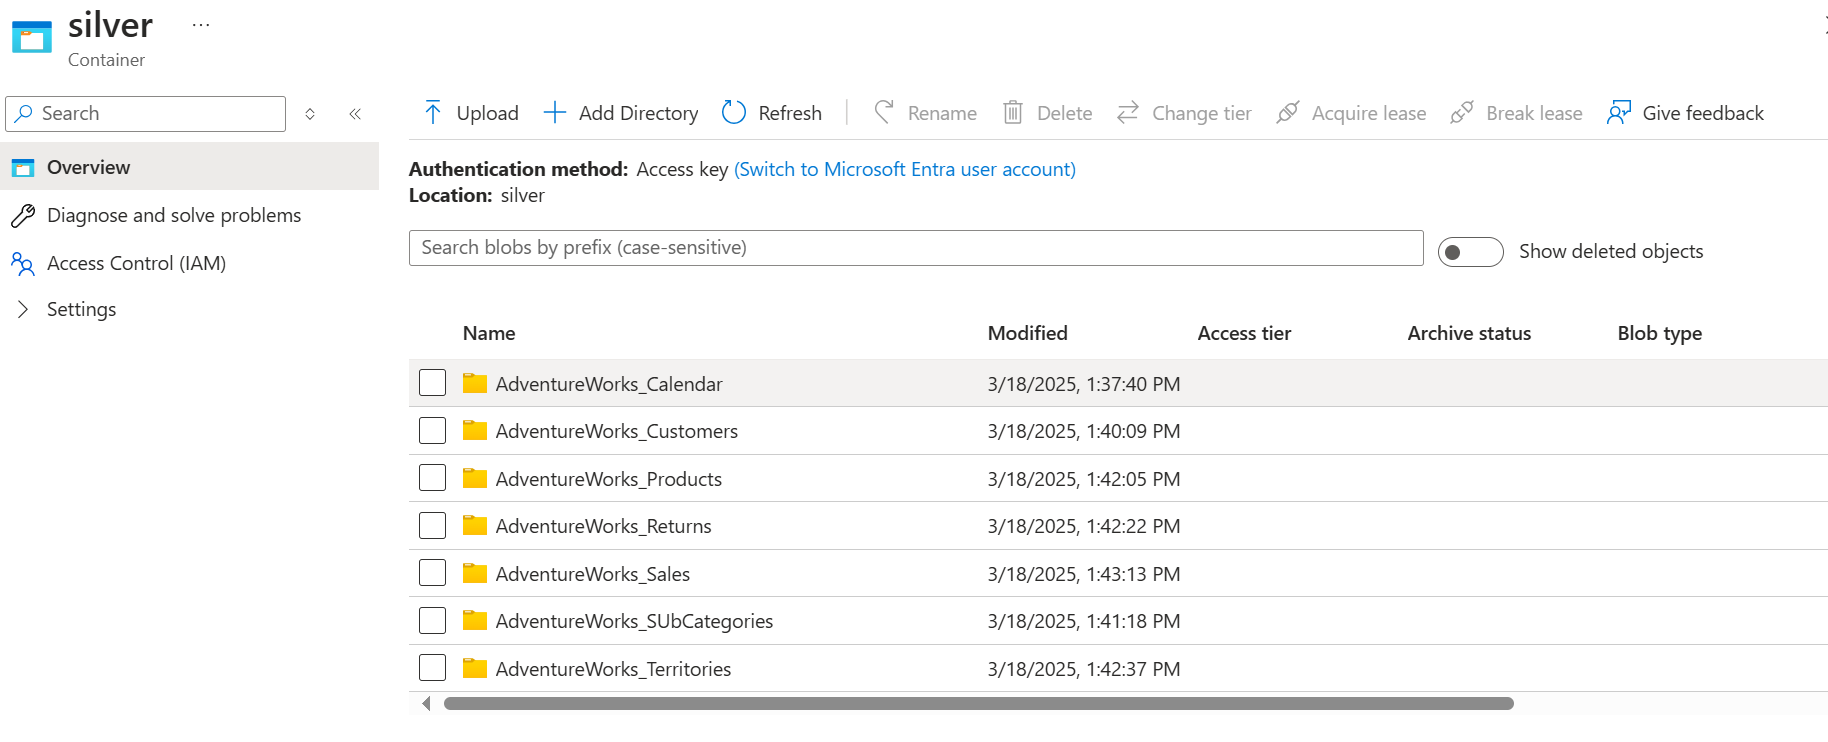 silver ...
Container
Search
Upload Add Directory Refresh Rename Delete Change tier Acquire lease Break lease Give feedback
Overview
Diagnose and solve problems
Access Control (IAM)
Settings
Authentication method: Access key (Switch to Microsoft Entra user account)
Location: silver
Search blobs by prefix (case-sensitive)
Show deleted objects
Name Modified Access tier Archive status Blob type
AdventureWorks_Calendar 3/18/2025, 1:37:40 PM
AdventureWorks_Customers 3/18/2025, 1:40:09 PM
AdventureWorks_Products 3/18/2025, 1:42:05 PM
AdventureWorks_Returns 3/18/2025, 1:42:22 PM
AdventureWorks_Sales 3/18/2025, 1:43:13 PM
AdventureWorks_SUbCategories 3/18/2025, 1:41:18 PM
AdventureWorks_Territories 3/18/2025, 1:42:37 PM